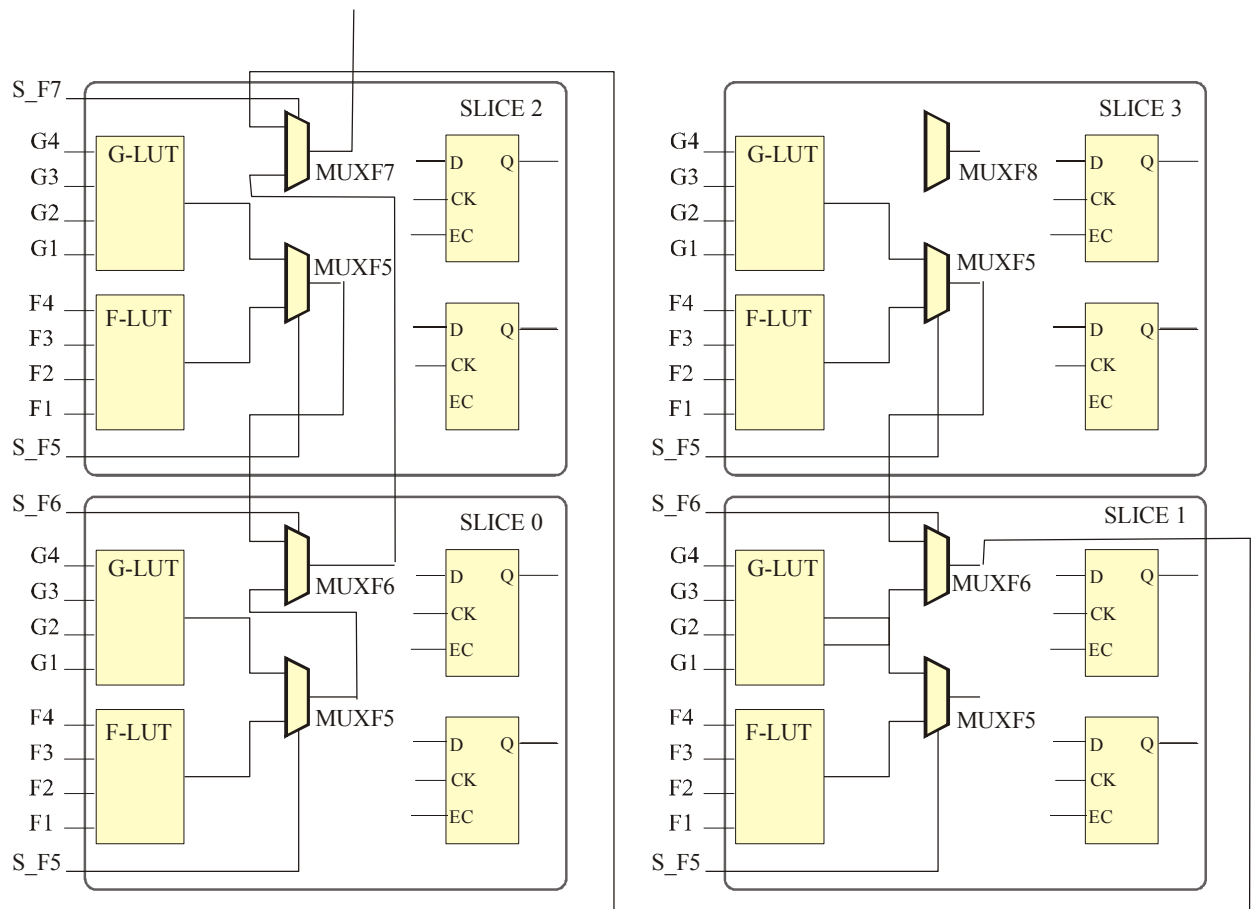 S_F7
SLICE 2
G4
G3
G2
G1
G-LUT
MUXF7
D
Q
CK
EC
MUXF5
F4
F3
F2
F1
F-LUT
D
Q
CK
EC
S_F5
SLICE 3
G4
G3
G2
G1
G-LUT
MUXF8
D
Q
CK
EC
MUXF5
F4
F3
F2
F1
F-LUT
D
Q
CK
EC
S_F5
S_F6
SLICE 0
G4
G3
G2
G1
G-LUT
MUXF6
D
Q
CK
EC
MUXF5
F4
F3
F2
F1
F-LUT
D
Q
CK
EC
S_F5
S_F6
SLICE 1
G4
G3
G2
G1
G-LUT
MUXF6
D
Q
CK
EC
MUXF5
F4
F3
F2
F1
F-LUT
D
Q
CK
EC
S_F5